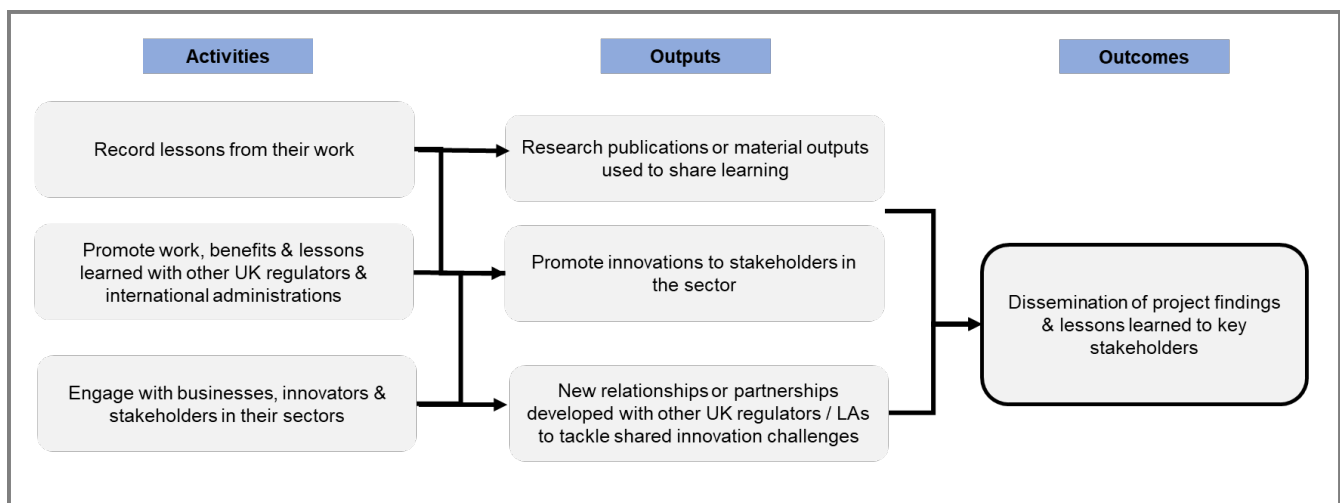 Activities
Outputs
Outcomes
Record lessons from their work
Research publications or material outputs
used to share learning
Promote work, benefits & lessons
learned with other UK regulators &
international administrations
Promote innovations to stakeholders in
the sector
Dissemination of project findings
& lessons learned to key
stakeholders
Engage with businesses, innovators &
stakeholders in their sectors
New relationships or partnerships
developed with other UK regulators / LAs
to tackle shared innovation challenges